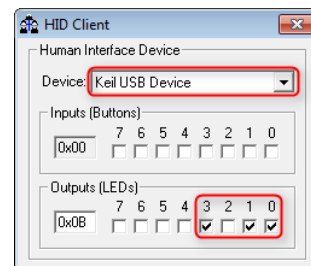 HID Client
Human Interface Device
Device: Keil USB Device
Inputs (Buttons)
7 6 5 4 3 2 1 0
0x00
Outputs (LEDs)
7 6 5 4 3 2 1 0
0x0B